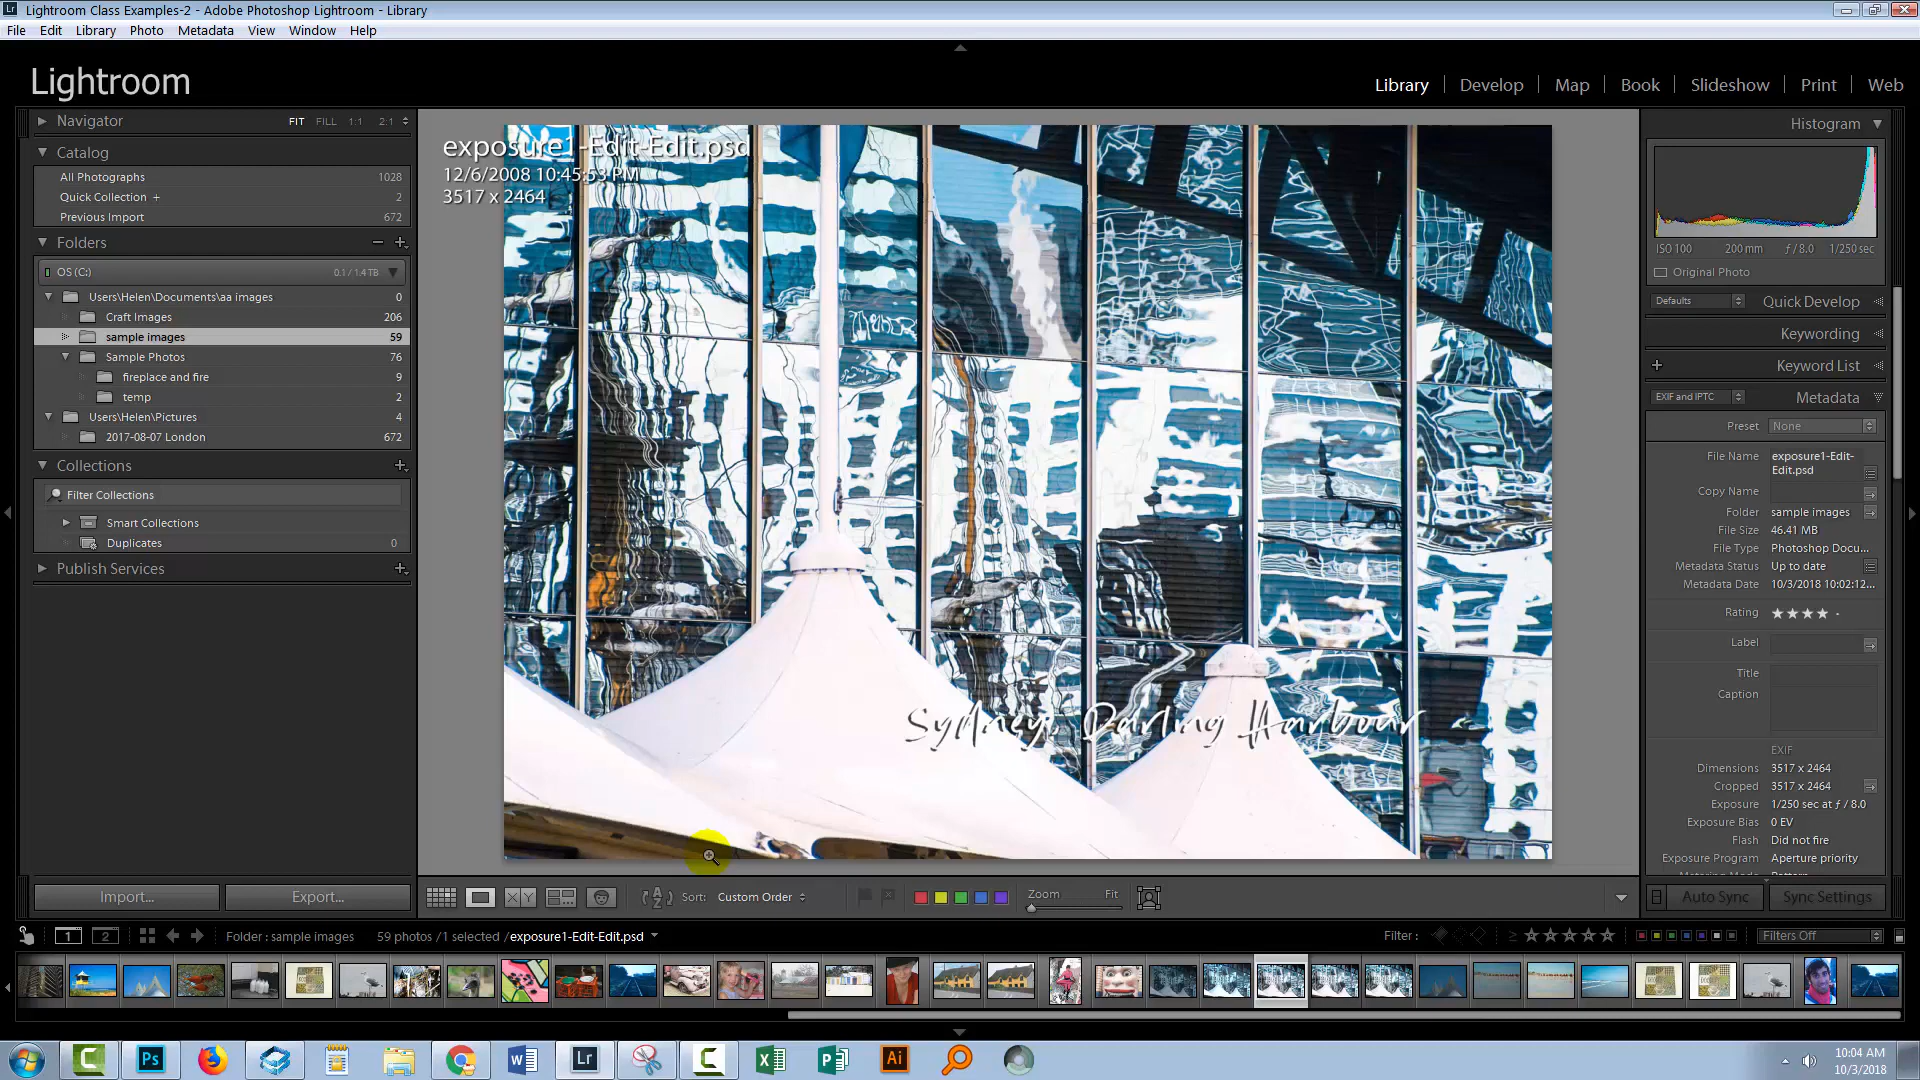 Lightroom Class Examples-2 - Adobe Photoshop Lightroom - Library
File Edit Library Photo Metadata View Window Help
Lightroom
Library Develop Map Book Slideshow Print Web
Navigator FIT FILL 1:1 2:1
Catalog
All Photographs 1028
Quick Collection + 2
Previous Import 672
Folders
OS (C:) 0.1 / 1.4 TB
Users\Helen\Documents\aa images 0
Craft Images 206
sample images 59
Sample Photos 76
fireplace and fire 9
temp 2
Users\Helen\Pictures 4
2017-08-07 London 672
Collections
Filter Collections
Smart Collections
Duplicates 0
Publish Services
Import... Export...
exposure1-Edit-Edit.psd
12/6/2008 10:45:53 PM
3517 x 2464
Sydney, Darling Harbour
Histogram
ISO 100 200 mm ƒ / 8.0 1/250 sec
Original Photo
Defaults Quick Develop
Keywording
Keyword List
EXIF and IPTC Metadata
Preset None
File Name exposure1-Edit-
Edit.psd
Copy Name
Folder sample images
File Size 46.41 MB
File Type Photoshop Docu...
Metadata Status Up to date
Metadata Date 10/3/2018 10:02:12...
Rating
Label
Title
Caption
EXIF
Dimensions 3517 x 2464
Cropped 3517 x 2464
Exposure 1/250 sec at ƒ / 8.0
Exposure Bias 0 EV
Flash Did not fire
Exposure Program Aperture priority
Auto Sync Sync Settings
Sort: Custom Order Zoom Fit
1 2 Folder : sample images 59 photos / 1 selected / exposure1-Edit-Edit.psd Filter : Filters Off
Ps Lr Ai
10:04 AM
10/3/2018